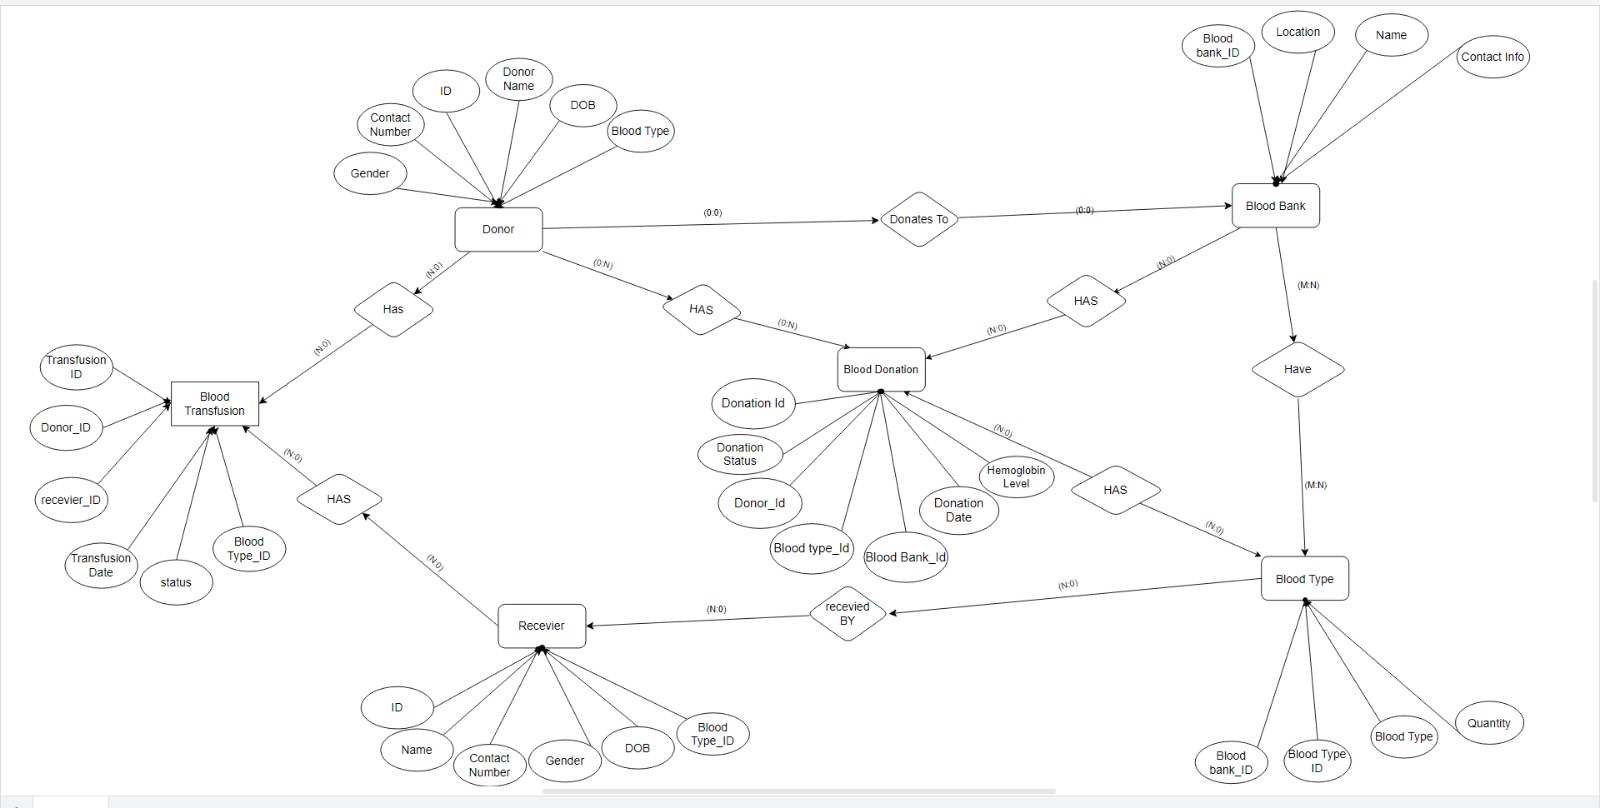 Blood
bank_ID
Location
Name
Contact Info
Donor
Name
ID
DOB
Contact
Number
Blood Type
Gender
Donor
(0:0)
Donates To
(0:0)
Blood Bank
(N:0)
(0:N)
(N:0)
Has
HAS
HAS
(M:N)
(N:0)
(0:N)
(N:0)
Transfusion
ID
Blood
Transfusion
Blood Donation
Have
Donor_ID
Donation Id
(N:0)
Donation
Status
(N:0)
recevier_ID
HAS
Donor_Id
Hemoglobin
Level
HAS
(M:N)
Donation
Date
Blood
Type_ID
Blood type_Id
Blood Bank_Id
(N:0)
Transfusion
Date
status
(N:0)
Blood Type
(N:0)
recevied
BY
(N:0)
Recevier
ID
Name
Contact
Number
Gender
DOB
Blood
Type_ID
Blood
bank_ID
Blood Type
ID
Blood Type
Quantity